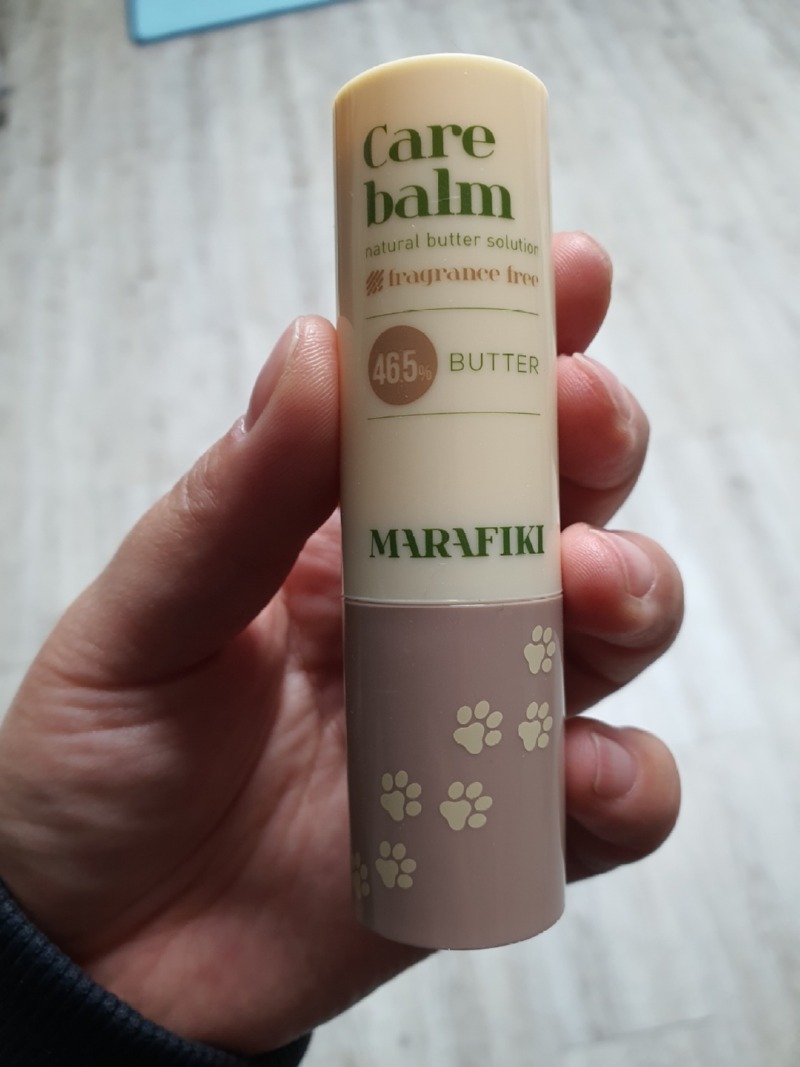 Care
balm
natural butter solution
fragrance free
46.5% BUTTER
MARAFIKI